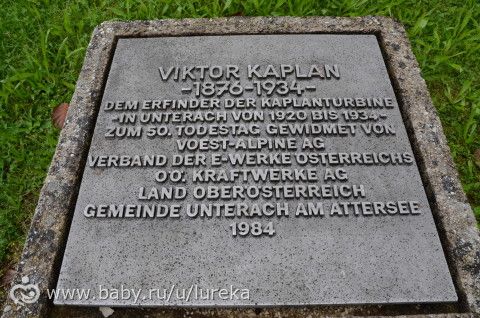 VIKTOR KAPLAN
-1876-1934-
DEM ERFINDER DER KAPLANTURBINE
-IN UNTERACH VON 1920 BIS 1934-
ZUM 50. TODESTAG GEWIDMET VON
VOEST-ALPINE AG
VERBAND DER E-WERKE ÖSTERREICHS
OÖ. KRAFTWERKE AG
LAND OBERÖSTERREICH
GEMEINDE UNTERACH AM ATTERSEE
1984
www.baby.ru/u/lureka